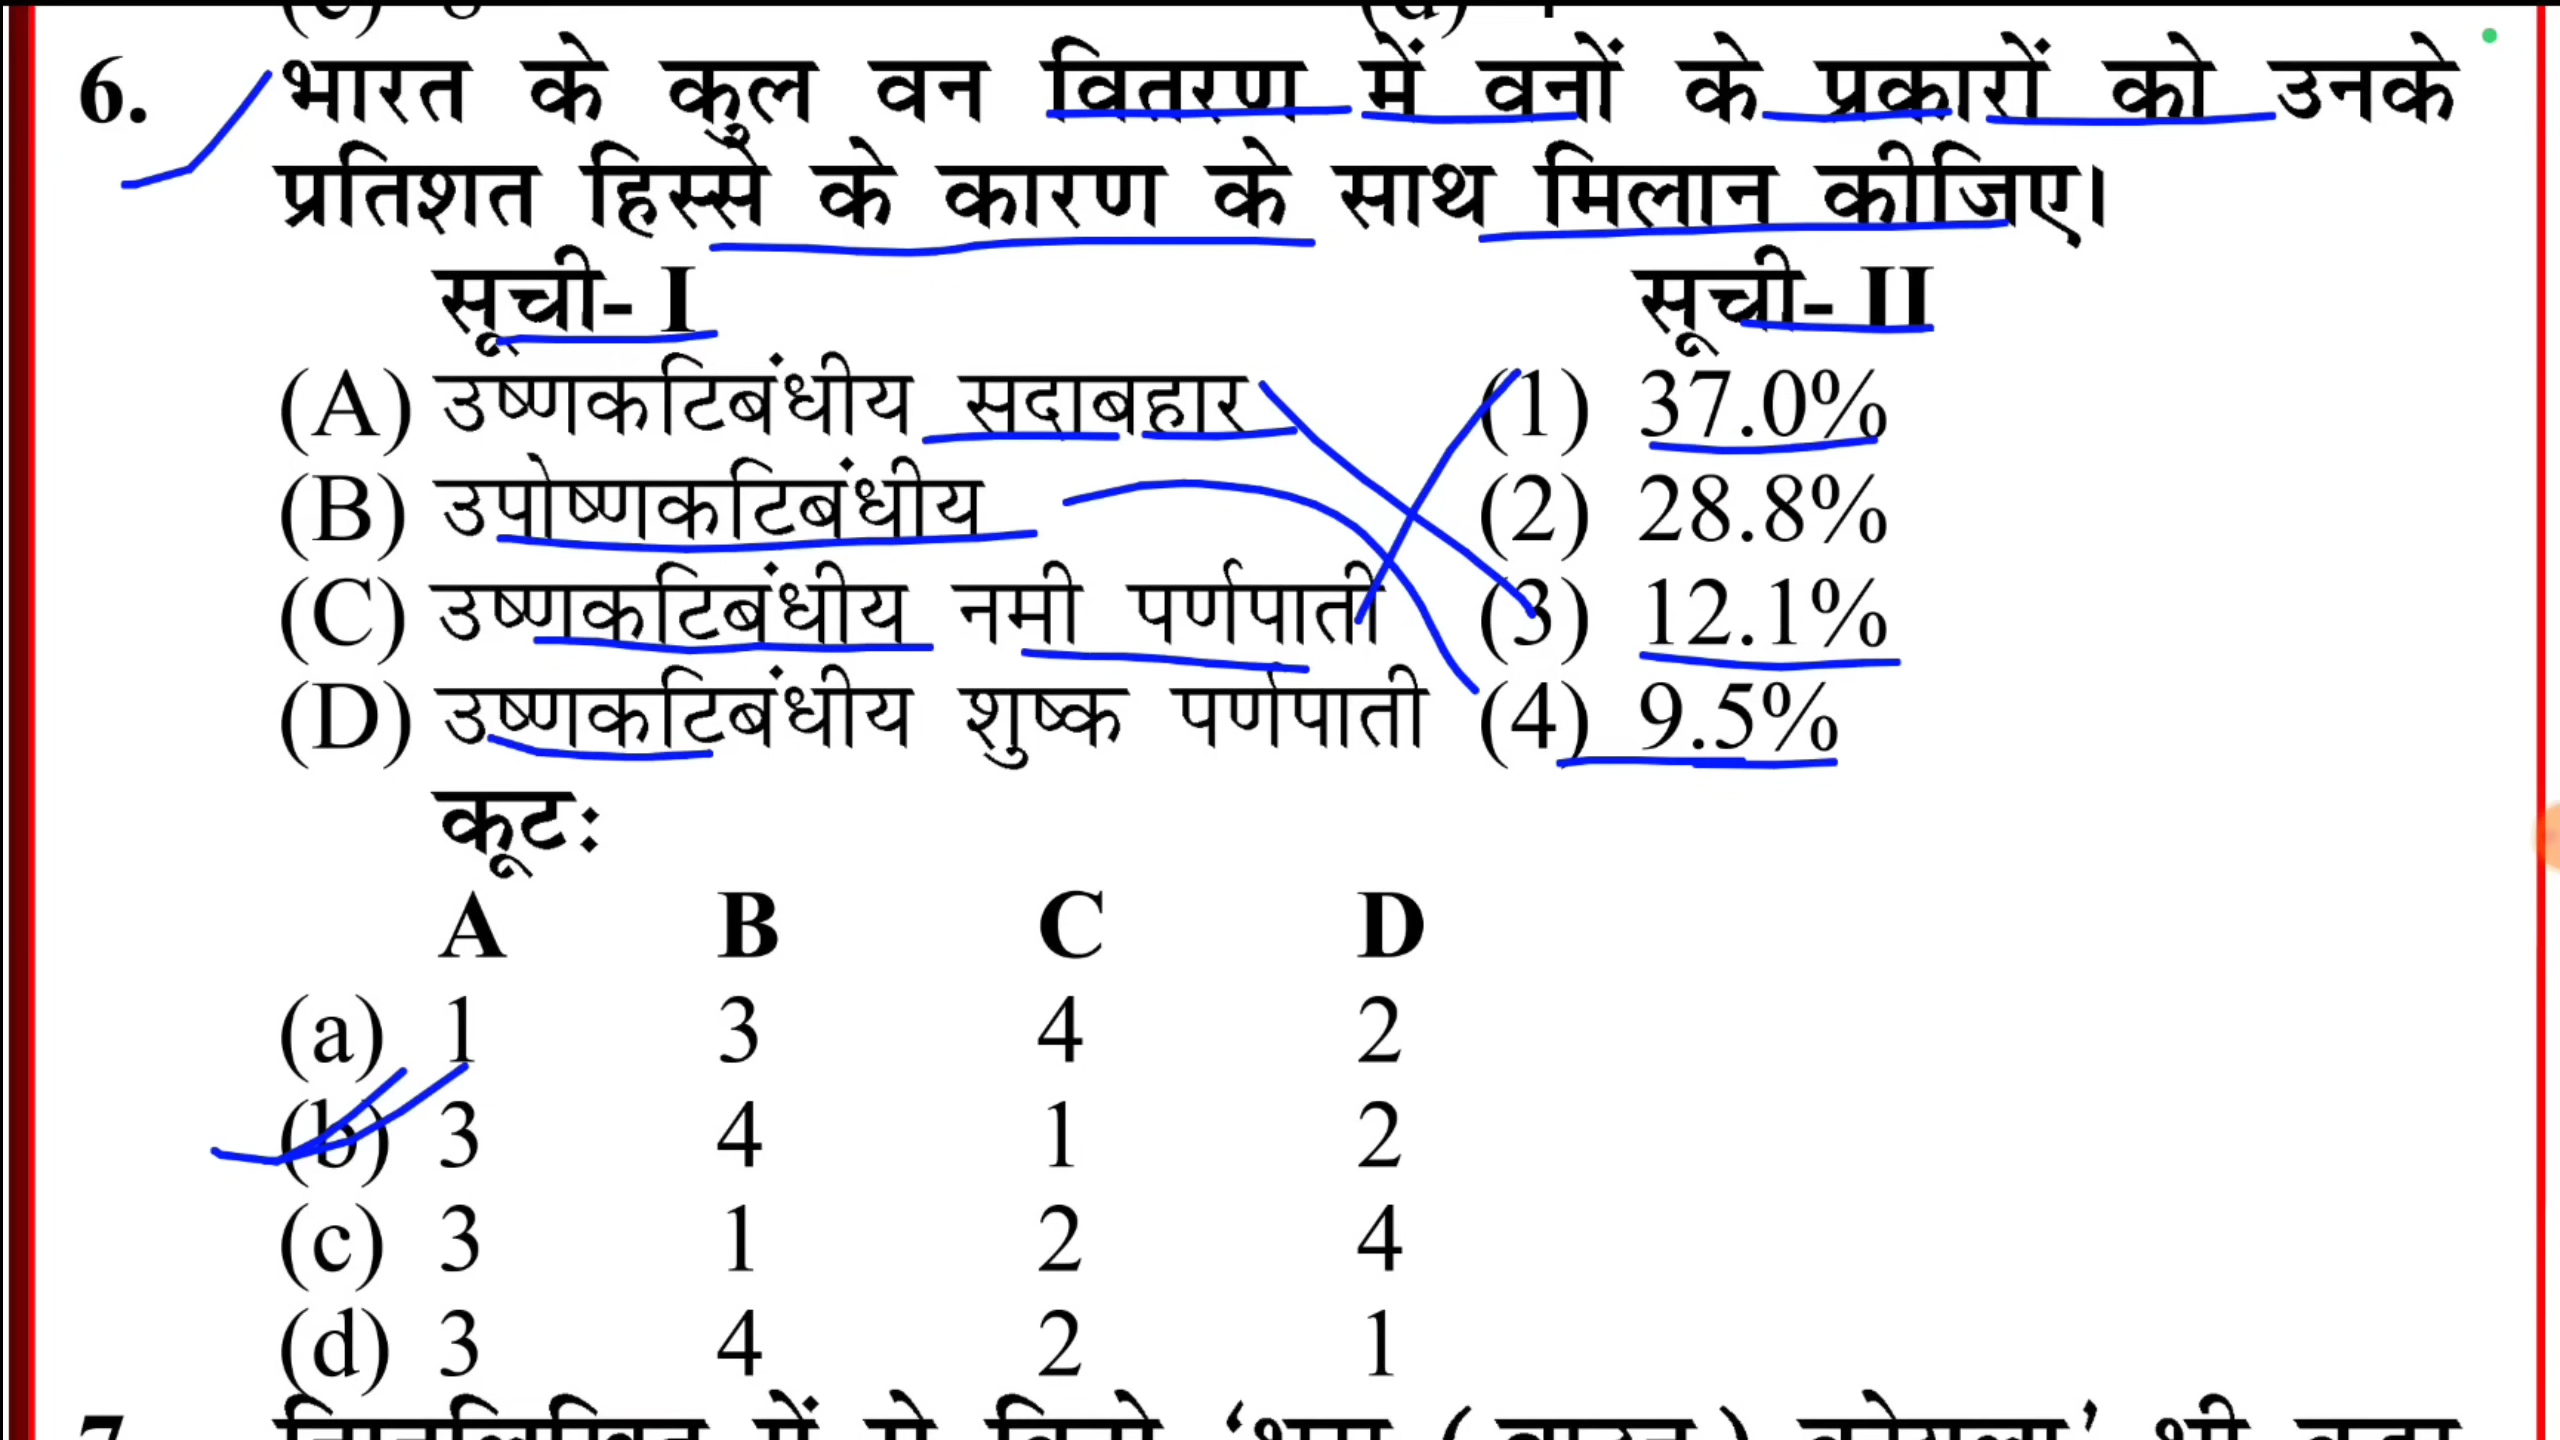 6. भारत के कुल वन वितरण में वनों के प्रकारों को उनके
प्रतिशत हिस्से के कारण के साथ मिलान कीजिए।
सूची- I सूची- II
(A) उष्णकटिबंधीय सदाबहार (1) 37.0%
(B) उपोष्णकटिबंधीय (2) 28.8%
(C) उष्णकटिबंधीय नमी पर्णपाती (3) 12.1%
(D) उष्णकटिबंधीय शुष्क पर्णपाती (4) 9.5%
कूटः
A B C D
(a) 1 3 4 2
(b) 3 4 1 2
(c) 3 1 2 4
(d) 3 4 2 1